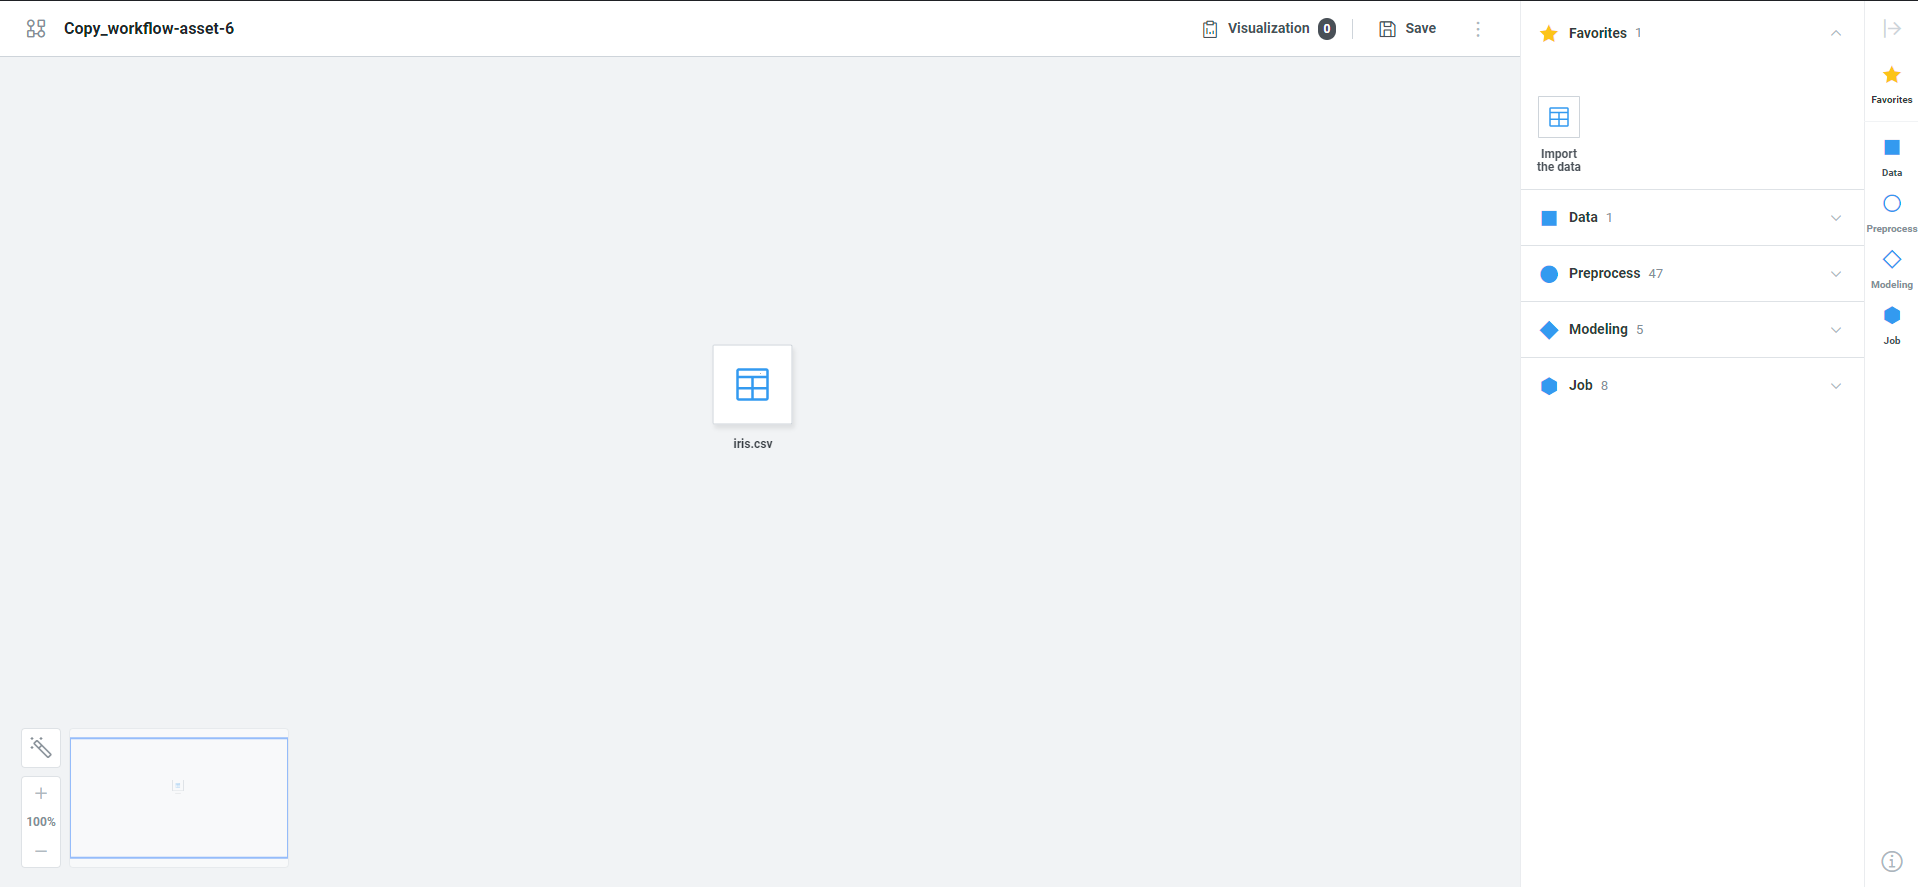 Copy_workflow-asset-6
Visualization 0
Save
Favorites 1
Import
the data
Data 1
Preprocess 47
Modeling 5
Job 8
Favorites
Data
Preprocess
Modeling
Job
iris.csv
100%